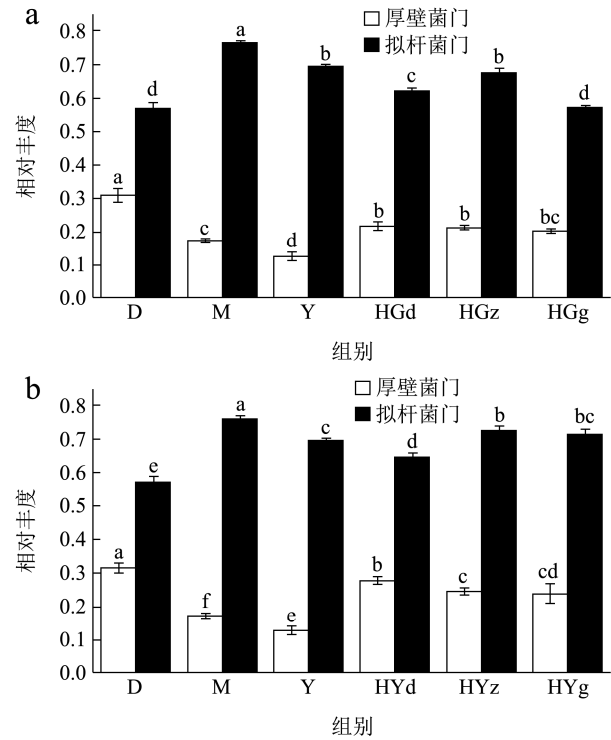 a
厚壁菌门
拟杆菌门
相对丰度
0.8
0.7
0.6
0.5
0.4
0.3
0.2
0.1
0.0
a d
c a
d b
b c
b b
bc d
D M Y HGd HGz HGg
组别
b
厚壁菌门
拟杆菌门
相对丰度
0.8
0.7
0.6
0.5
0.4
0.3
0.2
0.1
0.0
a e
f a
e c
b d
c b
cd bc
D M Y HYd HYz HYg
组别